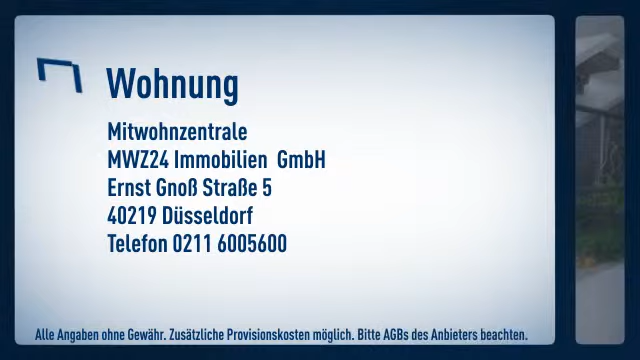 Wohnung
Mitwohnzentrale
MWZ24 Immobilien GmbH
Ernst Gnoß Straße 5
40219 Düsseldorf
Telefon 0211 6005600
Alle Angaben ohne Gewähr. Zusätzliche Provisionskosten möglich. Bitte AGBs des Anbieters beachten.